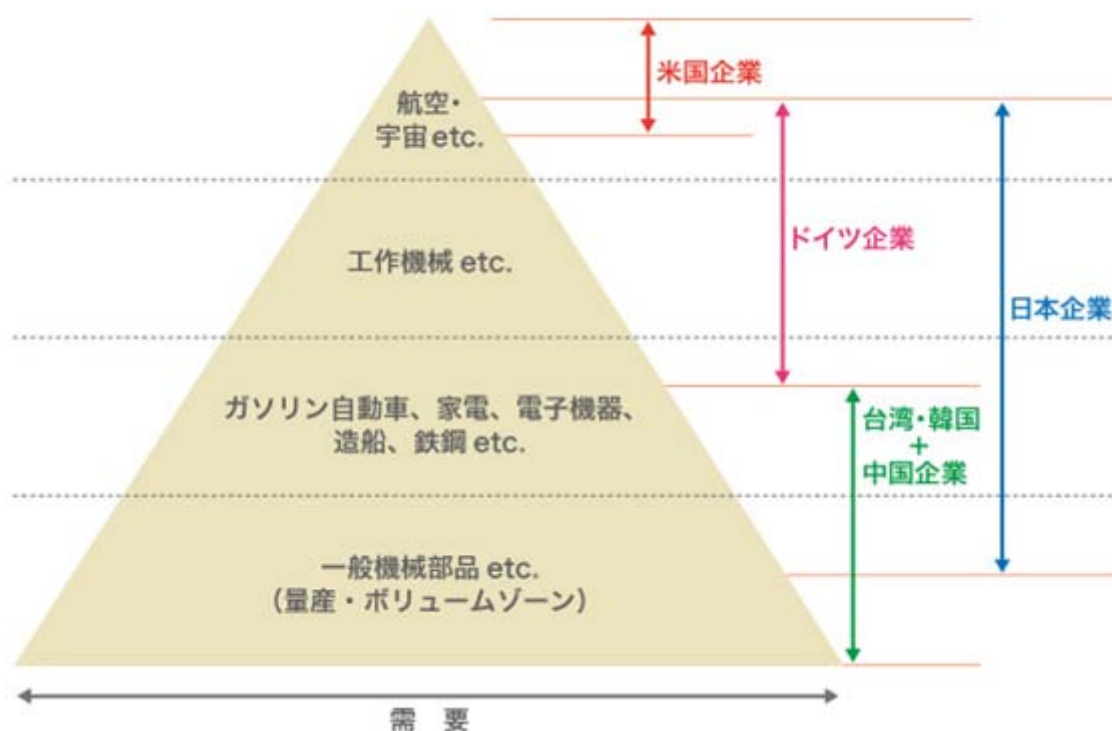 米国企業
航空・
宇宙 etc.
ドイツ企業
工作機械 etc.
日本企業
ガソリン自動車、家電、電子機器、
造船、鉄鋼 etc.
台湾・韓国
+
中国企業
一般機械部品 etc.
（量産・ボリュームゾーン）
需　要